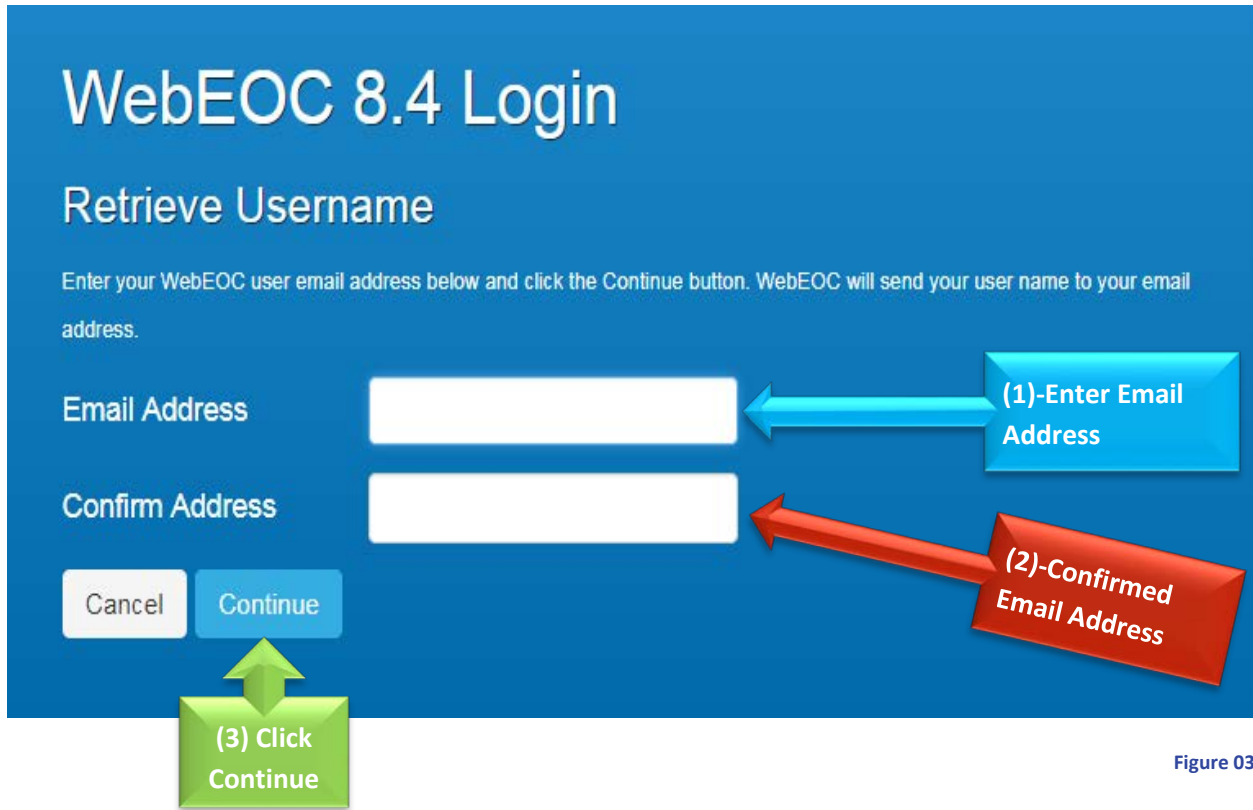 WebEOC 8.4 Login
Retrieve Username
Enter your WebEOC user email address below and click the Continue button. WebEOC will send your user name to your email
address.
Email Address
(1)-Enter Email
Address
Confirm Address
(2)-Confirmed
Email Address
Cancel
Continue
(3) Click
Continue
Figure 03